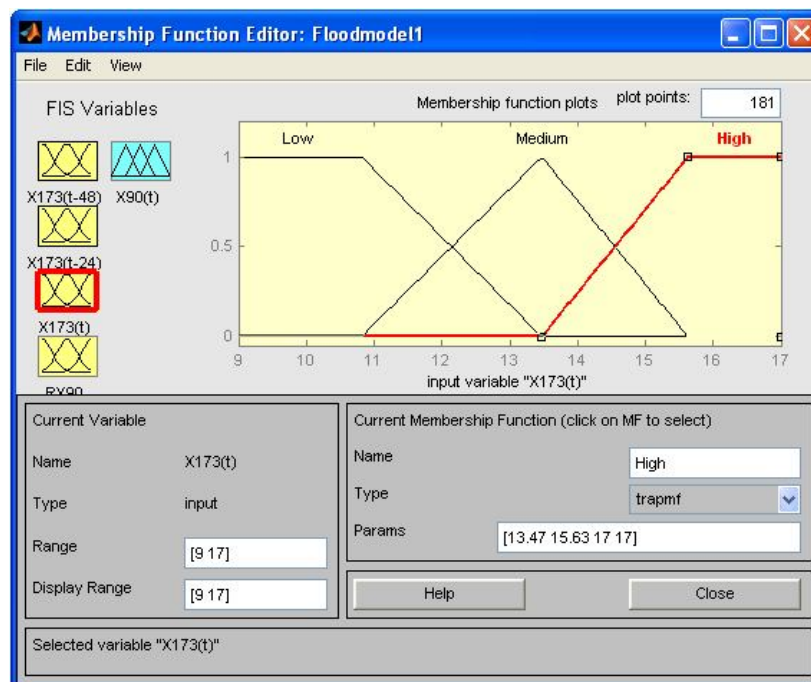 Membership Function Editor: Floodmodel1
File Edit View
FIS Variables
Membership function plots plot points: 181
X173(t-48) X90(t)
X173(t-24)
X173(t)
RX90
Low Medium High
1
0.5
0
9 10 11 12 13 14 15 16 17
input variable "X173(t)"
Current Variable
Name X173(t)
Type input
Range [9 17]
Display Range [9 17]
Current Membership Function (click on MF to select)
Name High
Type trapmf
Params [13.47 15.63 17 17]
Help Close
Selected variable "X173(t)"